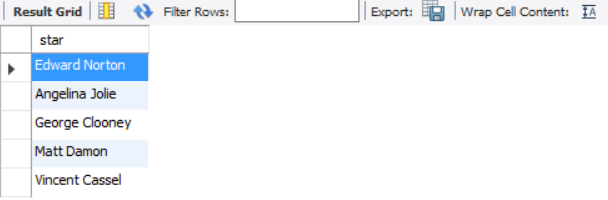 Result Grid Filter Rows: Export: Wrap Cell Content: IA
star
Edward Norton
Angelina Jolie
George Clooney
Matt Damon
Vincent Cassel